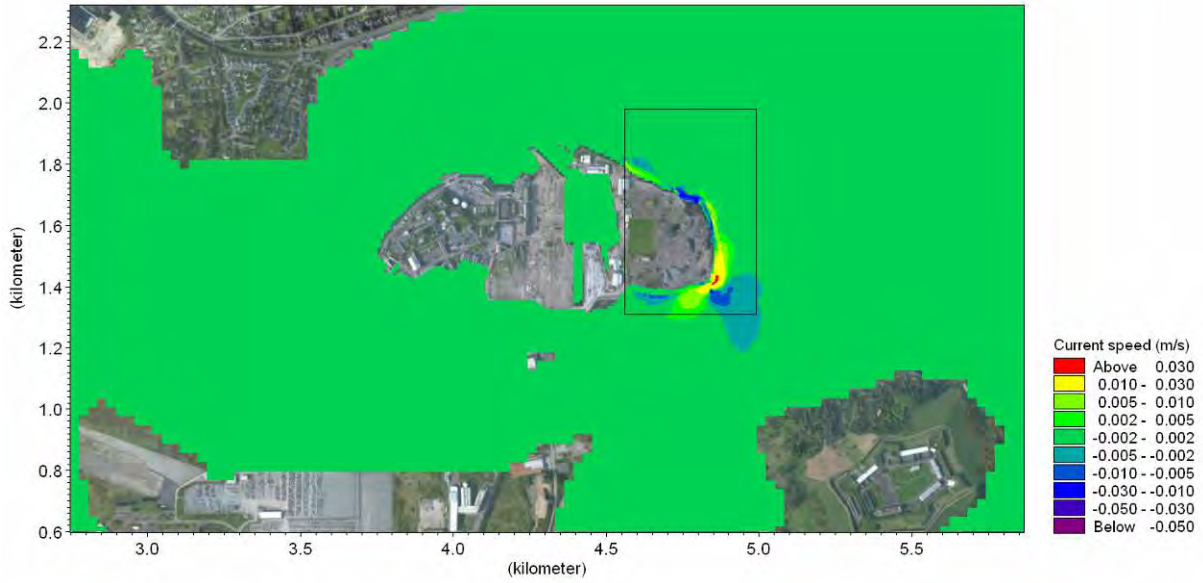 2.2
2.0
1.8
1.6
1.4
1.2
1.0
0.8
0.6
(kilometer)
3.0 3.5 4.0 4.5 5.0 5.5
(kilometer)
Current speed (m/s)
Above 0.030
0.010 - 0.030
0.005 - 0.010
0.002 - 0.005
-0.002 - 0.002
-0.005 - -0.002
-0.010 - -0.005
-0.030 - -0.010
-0.050 - -0.030
Below -0.050